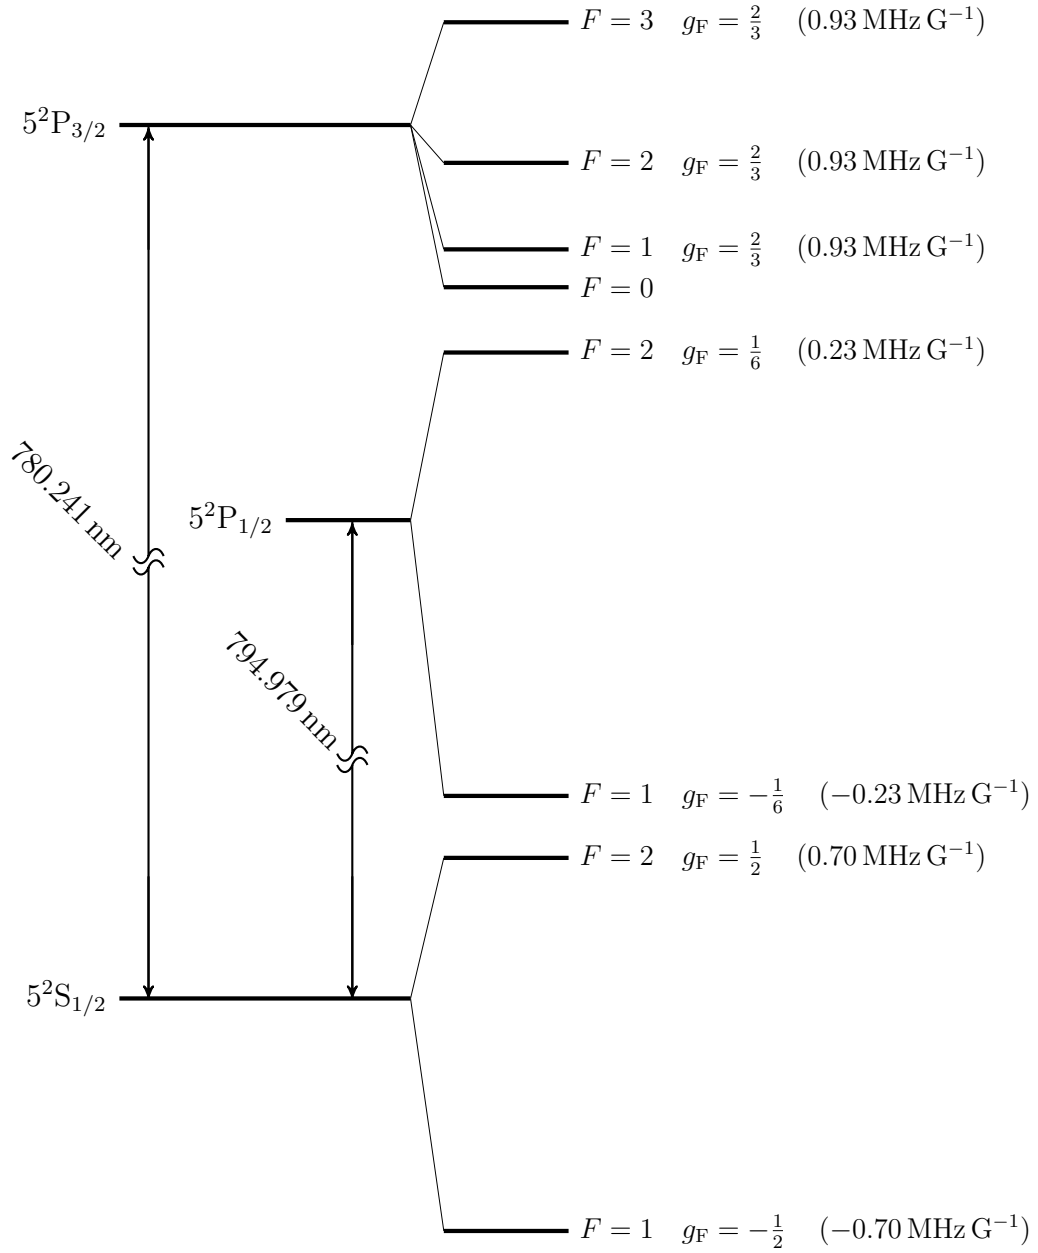 F = 3 g_F = 2/3 (0.93 MHz G⁻¹)
5²P₃/₂
F = 2 g_F = 2/3 (0.93 MHz G⁻¹)
F = 1 g_F = 2/3 (0.93 MHz G⁻¹)
F = 0
F = 2 g_F = 1/6 (0.23 MHz G⁻¹)
780.241 nm
5²P₁/₂
794.979 nm
F = 1 g_F = −1/6 (−0.23 MHz G⁻¹)
F = 2 g_F = 1/2 (0.70 MHz G⁻¹)
5²S₁/₂
F = 1 g_F = −1/2 (−0.70 MHz G⁻¹)